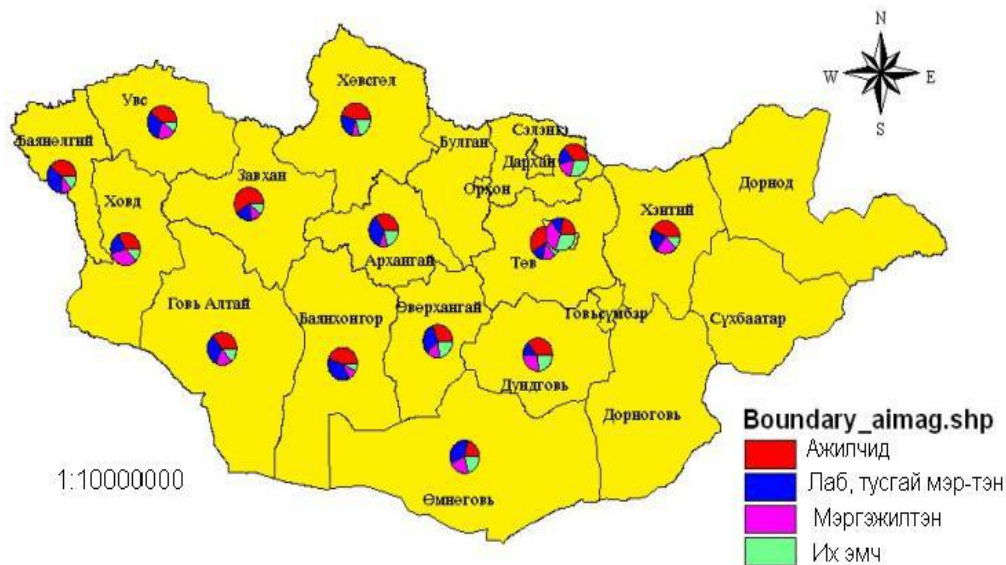 N
W E
S
Увс
Хөвсгөл
Баянөлгий
Булган
Сэлэнгэ
Дархан
Завхан
Орхон
Дорнод
Ховд
Хэнтий
Архангай
Төв
Говь Алтай
Баянхонгор
Өверхангай
Говьсүмбэр
Сүхбаатар
Дундговь
Дорноговь
Өмнөговь
1:10000000
Boundary_aimag.shp
Ажилчид
Лаб, тусгай мэр-тэн
Мэргэжилтэн
Их эмч